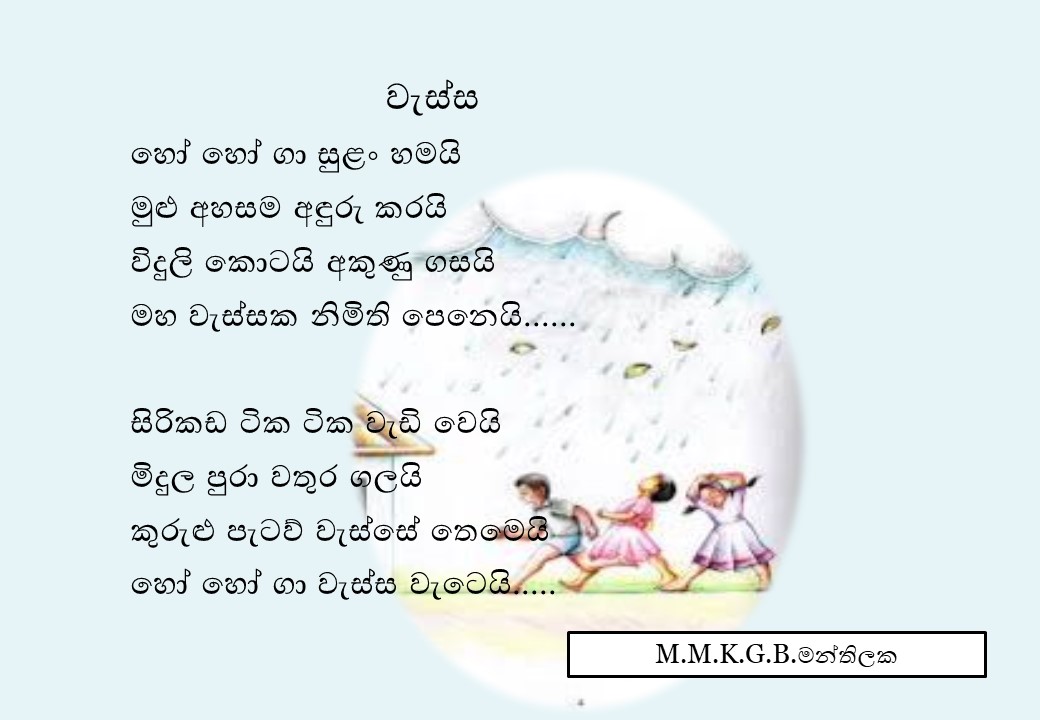 වැස්ස
හෝ හෝ ගා සුළං හමයි
මුළු අහසම අඳුරු කරයි
විදුලි කොටයි අකුණු ගසයි
මහ වැස්සක නිමිති පෙනෙයි......
සිරිකඩ ටික ටික වැඩි වෙයි
මිදුල පුරා වතුර ගලයි
කුරුළු පැටව් වැස්සේ තෙමෙයි
හෝ හෝ ගා වැස්ස වැටෙයි.....
M.M.K.G.B.මන්තිලක